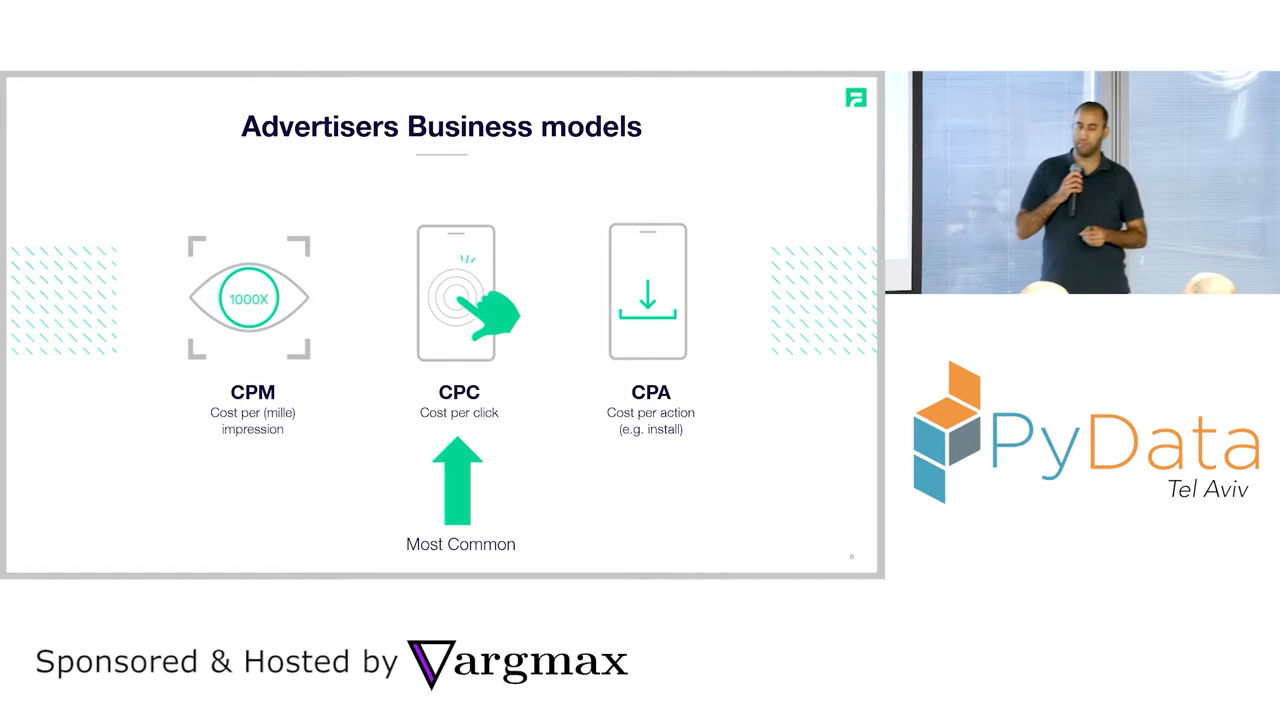 Advertisers Business models
1000X
CPM
Cost per (mille)
impression
CPC
Cost per click
CPA
Cost per action
(e.g. install)
Most Common
8
PyData
Tel Aviv
Sponsored & Hosted by argmax